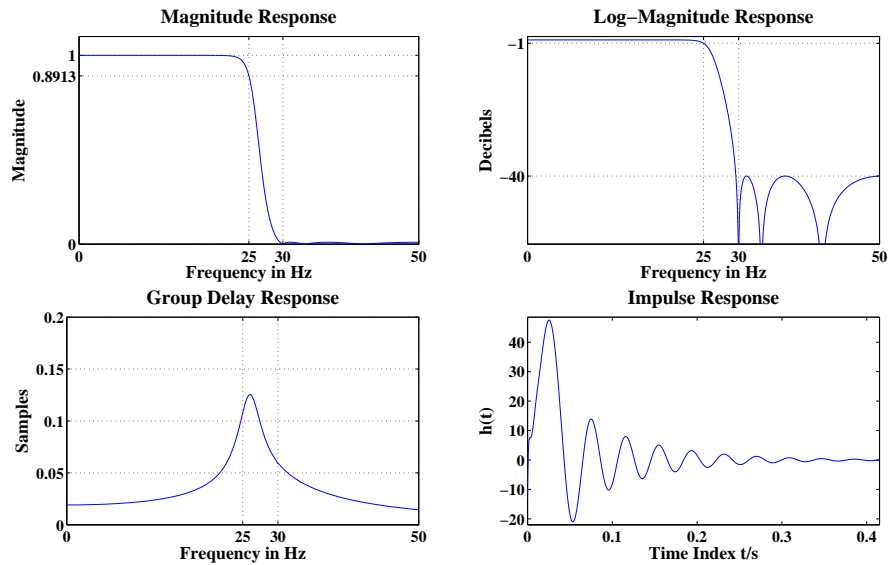 Magnitude Response
1
0.8913
0
Magnitude
0 25 30 50
Frequency in Hz
Log−Magnitude Response
−1
−40
Decibels
0 25 30 50
Frequency in Hz
Group Delay Response
0.2
0.15
0.1
0.05
0
Samples
0 25 30 50
Frequency in Hz
Impulse Response
40
30
20
10
0
−10
−20
h(t)
0 0.1 0.2 0.3 0.4
Time Index t/s